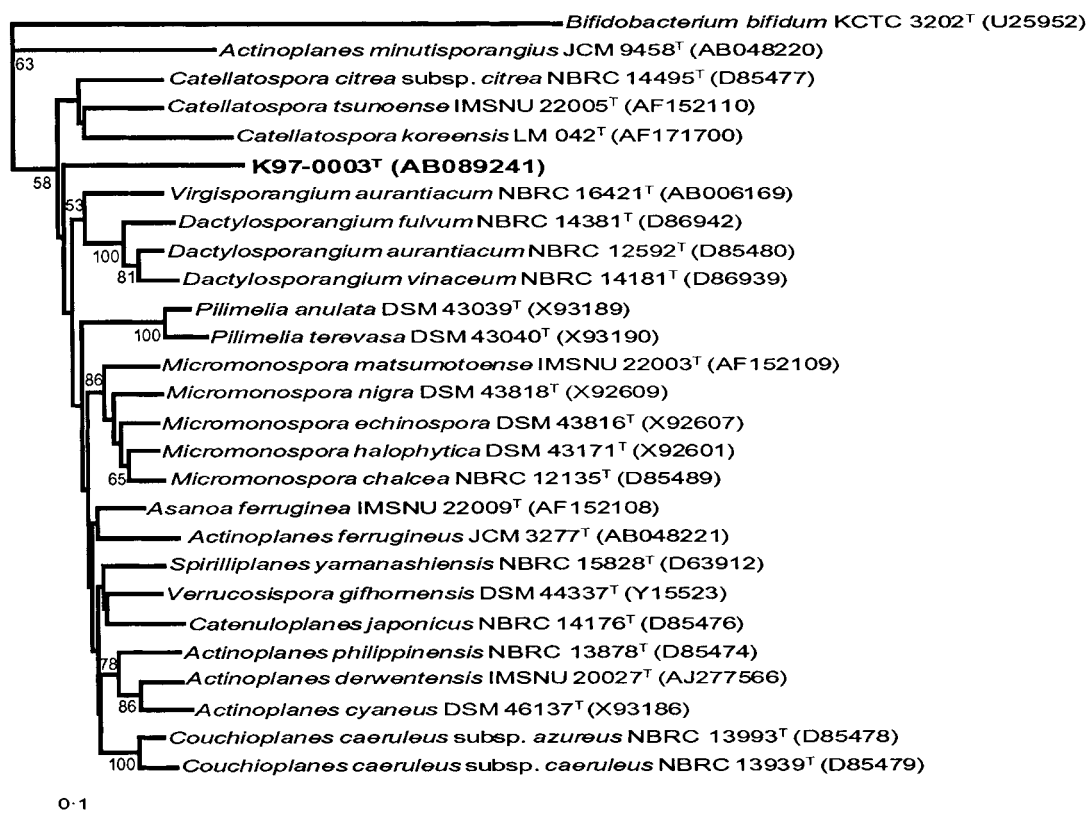 Bifidobacterium bifidum KCTC 3202ᵀ (U25952)
Actinoplanes minutisporangius JCM 9458ᵀ (AB048220)
63
Catellatospora citrea subsp. citrea NBRC 14495ᵀ (D85477)
Catellatospora tsunoense IMSNU 22005ᵀ (AF152110)
Catellatospora koreensis LM 042ᵀ (AF171700)
K97-0003ᵀ (AB089241)
58
Virgisporangium aurantiacum NBRC 16421ᵀ (AB006169)
53
Dactylosporangium fulvum NBRC 14381ᵀ (D86942)
Dactylosporangium aurantiacum NBRC 12592ᵀ (D85480)
100
Dactylosporangium vinaceum NBRC 14181ᵀ (D86939)
81
Pilimelia anulata DSM 43039ᵀ (X93189)
Pilimelia terevasa DSM 43040ᵀ (X93190)
100
Micromonospora matsumotoense IMSNU 22003ᵀ (AF152109)
86
Micromonospora nigra DSM 43818ᵀ (X92609)
Micromonospora echinospora DSM 43816ᵀ (X92607)
Micromonospora halophytica DSM 43171ᵀ (X92601)
Micromonospora chalcea NBRC 12135ᵀ (D85489)
65
Asanoa ferruginea IMSNU 22009ᵀ (AF152108)
Actinoplanes ferrugineus JCM 3277ᵀ (AB048221)
Spirilliplanes yamanashiensis NBRC 15828ᵀ (D63912)
Verrucosispora gifhornensis DSM 44337ᵀ (Y15523)
Catenuloplanes japonicus NBRC 14176ᵀ (D85476)
Actinoplanes philippinensis NBRC 13878ᵀ (D85474)
78
Actinoplanes derwentensis IMSNU 20027ᵀ (AJ277566)
Actinoplanes cyaneus DSM 46137ᵀ (X93186)
86
Couchioplanes caeruleus subsp. azureus NBRC 13993ᵀ (D85478)
Couchioplanes caeruleus subsp. caeruleus NBRC 13939ᵀ (D85479)
100
0·1